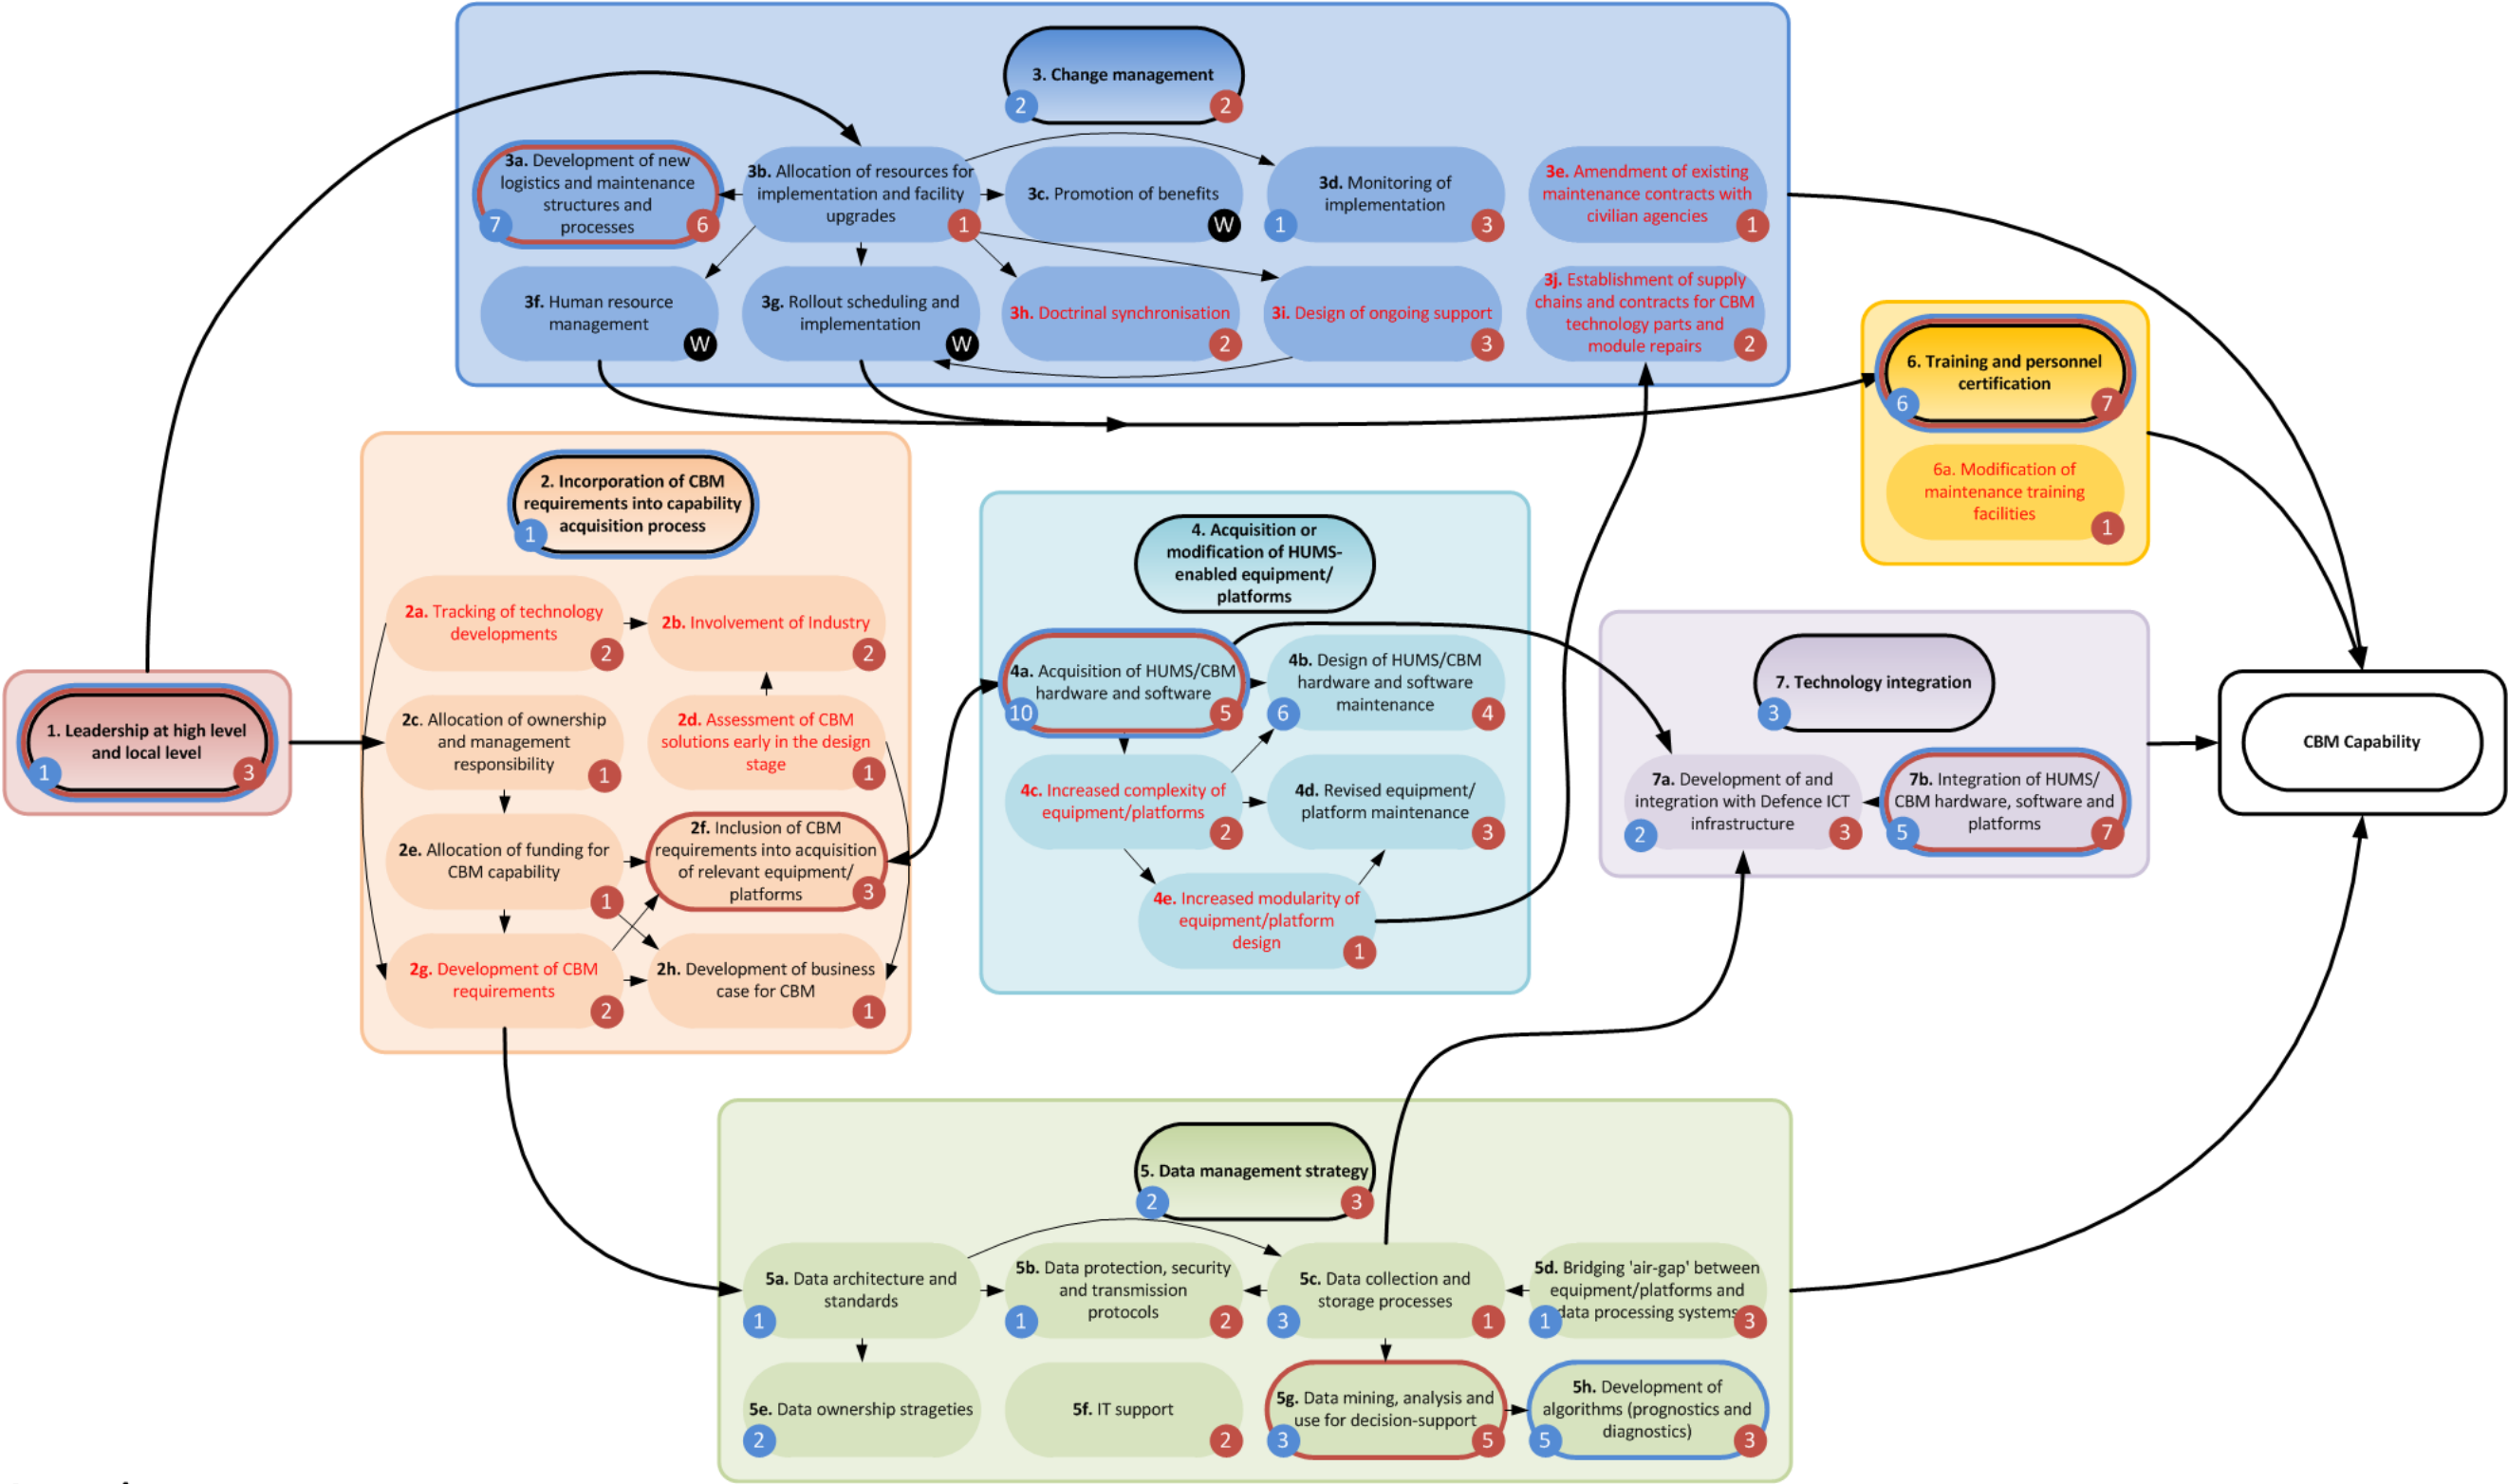 3. Change management
2
2
3a. Development of new
logistics and maintenance
structures and
processes
7
6
3b. Allocation of resources for
implementation and facility
upgrades
1
3c. Promotion of benefits
W
3d. Monitoring of
implementation
1
3
3e. Amendment of existing
maintenance contracts with
civilian agencies
1
3f. Human resource
management
W
3g. Rollout scheduling and
implementation
W
3h. Doctrinal synchronisation
2
3i. Design of ongoing support
3
3j. Establishment of supply
chains and contracts for CBM
technology parts and
module repairs
2
6. Training and personnel
certification
6
7
6a. Modification of
maintenance training
facilities
1
2. Incorporation of CBM
requirements into capability
acquisition process
1
2a. Tracking of technology
developments
2
2b. Involvement of Industry
2
2c. Allocation of ownership
and management
responsibility
1
2d. Assessment of CBM
solutions early in the design
stage
1
2e. Allocation of funding for
CBM capability
1
2f. Inclusion of CBM
requirements into acquisition
of relevant equipment/
platforms
3
2g. Development of CBM
requirements
2
2h. Development of business
case for CBM
1
1. Leadership at high level
and local level
1
3
4. Acquisition or
modification of HUMS-
enabled equipment/
platforms
4a. Acquisition of HUMS/CBM
hardware and software
10
5
4b. Design of HUMS/CBM
hardware and software
maintenance
6
4
4c. Increased complexity of
equipment/platforms
2
4d. Revised equipment/
platform maintenance
3
4e. Increased modularity of
equipment/platform
design
1
7. Technology integration
3
7a. Development of and
integration with Defence ICT
infrastructure
2
3
7b. Integration of HUMS/
CBM hardware, software and
platforms
5
7
CBM Capability
5. Data management strategy
2
3
5a. Data architecture and
standards
1
5b. Data protection, security
and transmission
protocols
1
2
5c. Data collection and
storage processes
3
1
5d. Bridging 'air-gap' between
equipment/platforms and
data processing systems
1
3
5e. Data ownership strageties
2
5f. IT support
2
5g. Data mining, analysis and
use for decision-support
3
5
5h. Development of
algorithms (prognostics and
diagnostics)
5
3